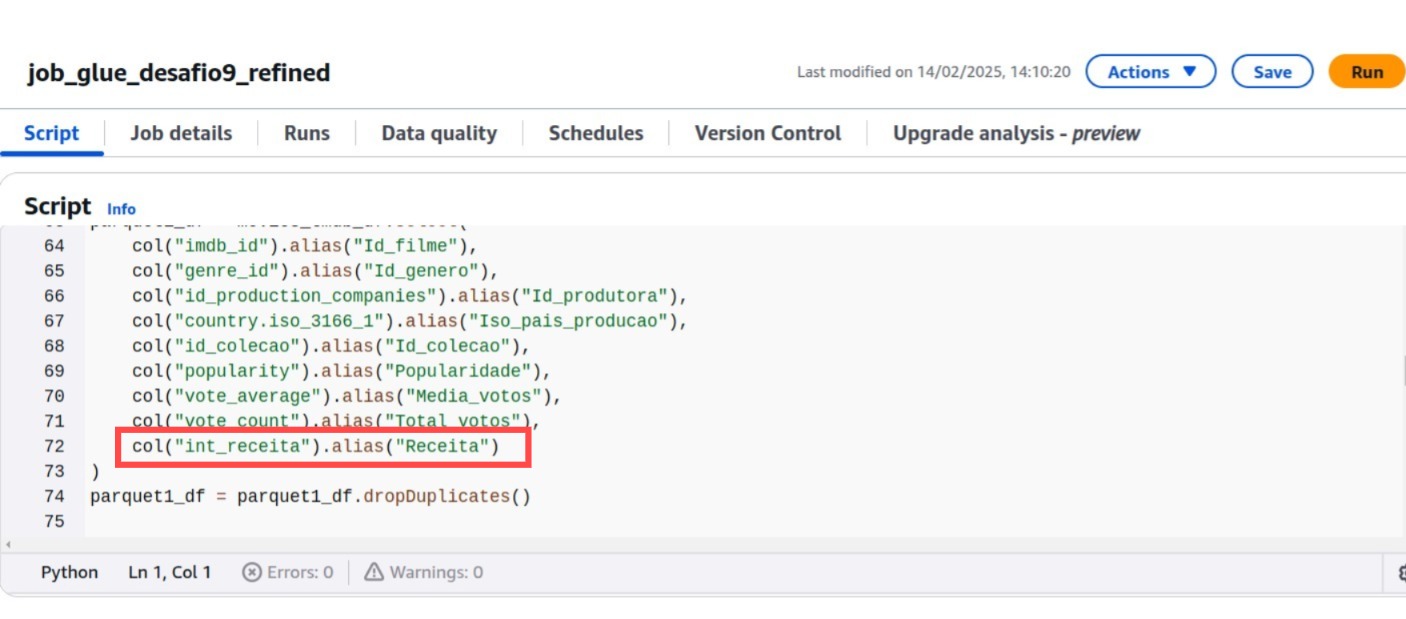 job_glue_desafio9_refined
Last modified on 14/02/2025, 14:10:20
Actions
Save
Run
Script
Job details
Runs
Data quality
Schedules
Version Control
Upgrade analysis - preview
Script Info
64 col("imdb_id").alias("Id_filme"),
65 col("genre_id").alias("Id_genero"),
66 col("id_production_companies").alias("Id_produtora"),
67 col("country.iso_3166_1").alias("Iso_pais_producao"),
68 col("id_colecao").alias("Id_colecao"),
69 col("popularity").alias("Popularidade"),
70 col("vote_average").alias("Media_votos"),
71 col("vote_count").alias("Total_votos"),
72 col("int_receita").alias("Receita")
73 )
74 parquet1_df = parquet1_df.dropDuplicates()
75
Python Ln 1, Col 1 Errors: 0 Warnings: 0